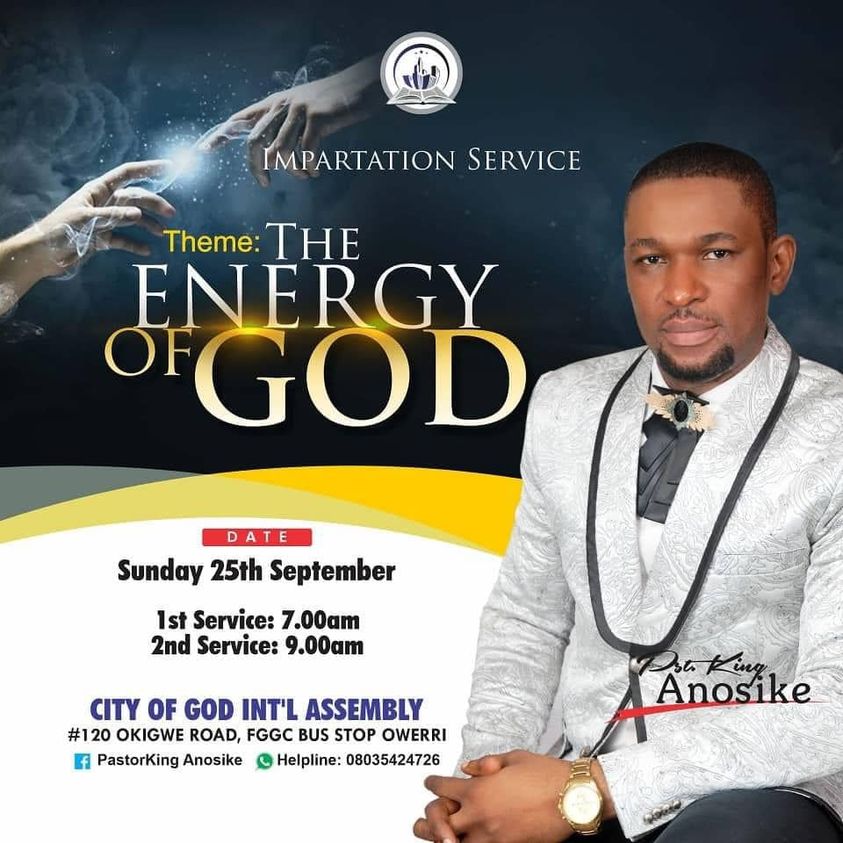 IMPARTATION SERVICE
Theme: THE
ENERGY
OF GOD
DATE
Sunday 25th September
1st Service: 7.00am
2nd Service: 9.00am
CITY OF GOD INT'L ASSEMBLY
#120 OKIGWE ROAD, FGGC BUS STOP OWERRI
PastorKing Anosike Helpline: 08035424726
Pst. King
Anosike